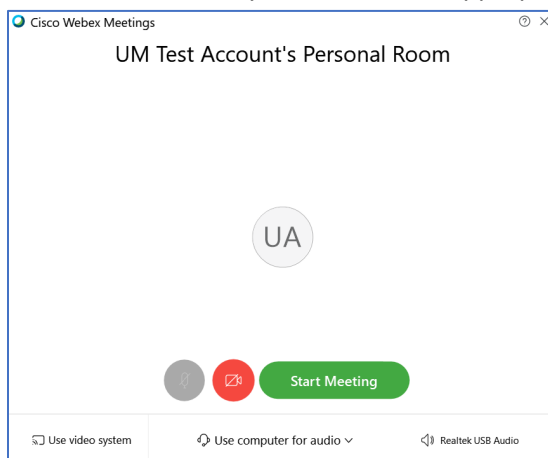 Cisco Webex Meetings
UM Test Account's Personal Room
UA
Start Meeting
Use video system
Use computer for audio
Realtek USB Audio